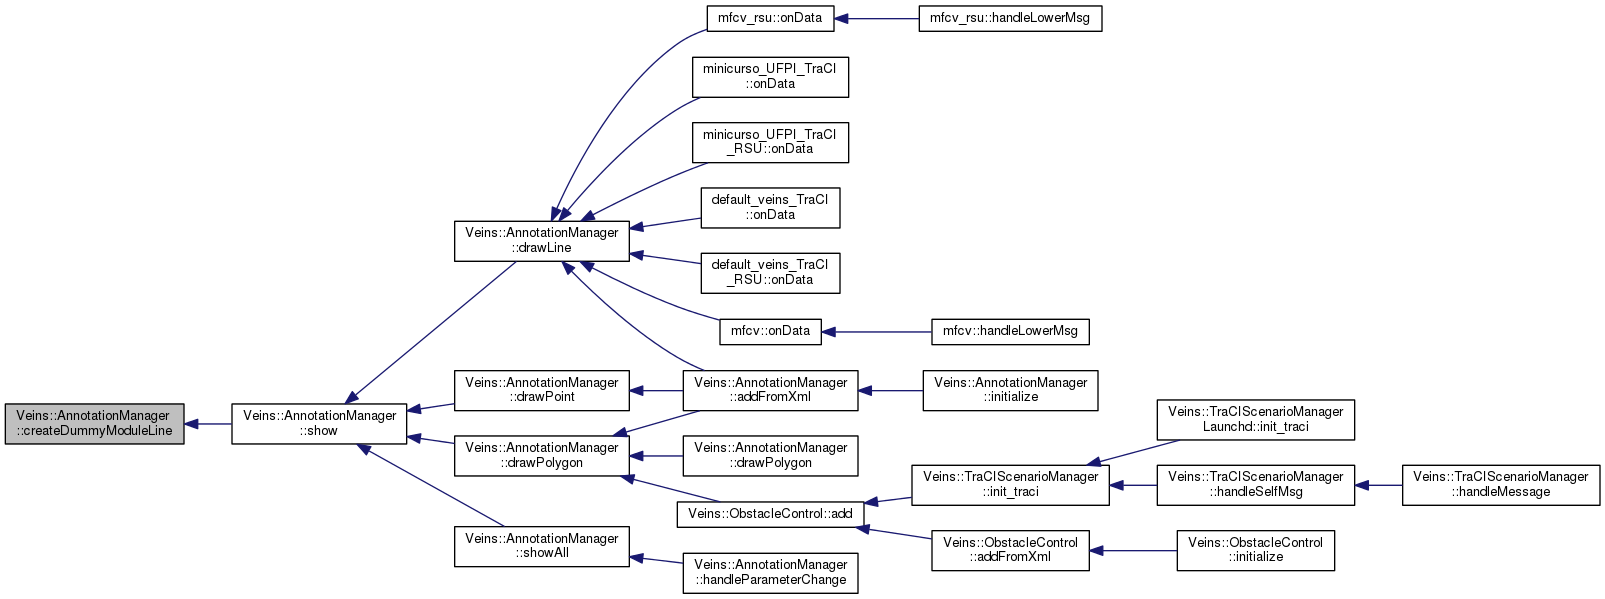 mfcv_rsu::onData
mfcv_rsu::handleLowerMsg
minicurso_UFPI_TraCI
::onData
minicurso_UFPI_TraCI
_RSU::onData
default_veins_TraCI
::onData
Veins::AnnotationManager
::drawLine
default_veins_TraCI
_RSU::onData
mfcv::onData
mfcv::handleLowerMsg
Veins::AnnotationManager
::drawPoint
Veins::AnnotationManager
::addFromXml
Veins::AnnotationManager
::initialize
Veins::AnnotationManager
::createDummyModuleLine
Veins::AnnotationManager
::show
Veins::TraCIScenarioManager
Launchd::init_traci
Veins::AnnotationManager
::drawPolygon
Veins::AnnotationManager
::drawPolygon
Veins::TraCIScenarioManager
::init_traci
Veins::TraCIScenarioManager
::handleSelfMsg
Veins::TraCIScenarioManager
::handleMessage
Veins::ObstacleControl::add
Veins::AnnotationManager
::showAll
Veins::ObstacleControl
::addFromXml
Veins::ObstacleControl
::initialize
Veins::AnnotationManager
::handleParameterChange